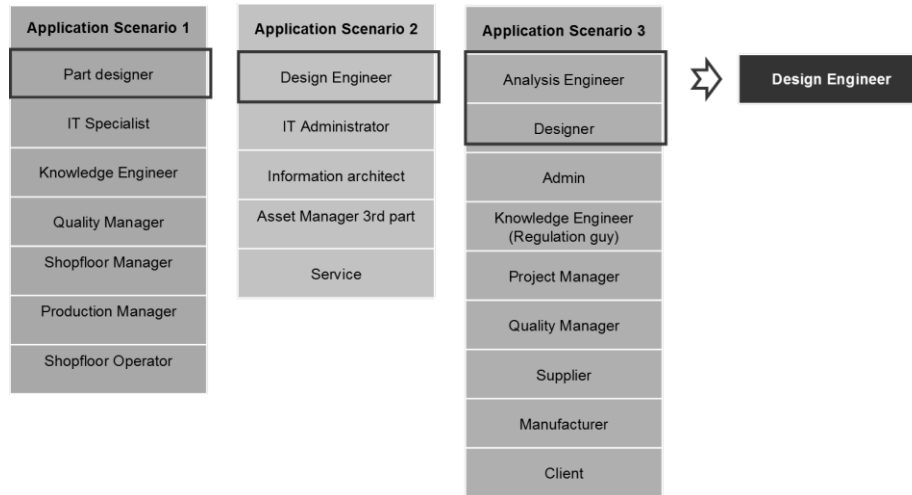 Application Scenario 1
Part designer
IT Specialist
Knowledge Engineer
Quality Manager
Shopfloor Manager
Production Manager
Shopfloor Operator
Application Scenario 2
Design Engineer
IT Administrator
Information architect
Asset Manager 3rd part
Service
Application Scenario 3
Analysis Engineer
Designer
Admin
Knowledge Engineer
(Regulation guy)
Project Manager
Quality Manager
Supplier
Manufacturer
Client
Design Engineer